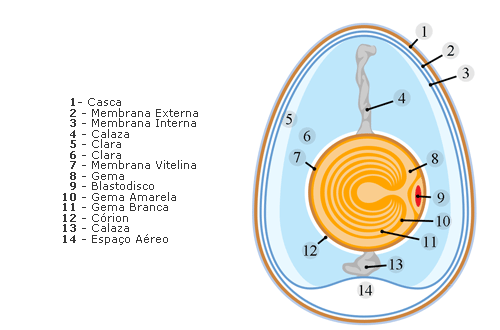 1- Casca
2 - Membrana Externa
3 - Membrana Interna
4 - Calaza
5 - Clara
6 - Clara
7 - Membrana Vitelina
8 - Gema
9 - Blastodisco
10 - Gema Amarela
11 - Gema Branca
12 - Córion
13 - Calaza
14 - Espaço Aéreo
1
2
3
4
5
6
7
8
9
10
11
12
13
14